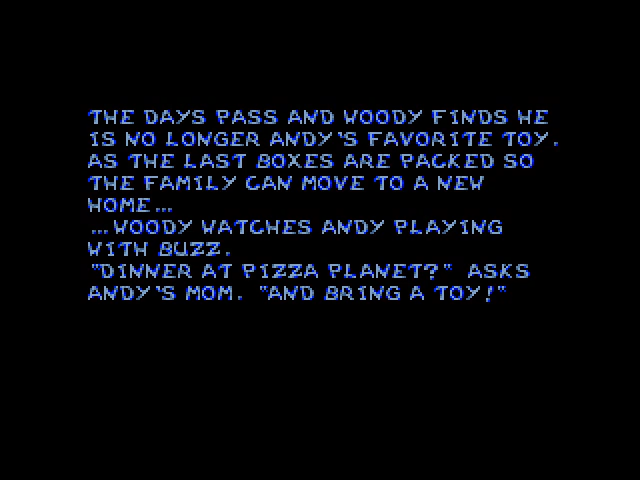 THE DAYS PASS AND WOODY FINDS HE
IS NO LONGER ANDY'S FAVORITE TOY.
AS THE LAST BOXES ARE PACKED SO
THE FAMILY CAN MOVE TO A NEW
HOME...
...WOODY WATCHES ANDY PLAYING
WITH BUZZ.
"DINNER AT PIZZA PLANET?" ASKS
ANDY'S MOM. "AND BRING A TOY!"